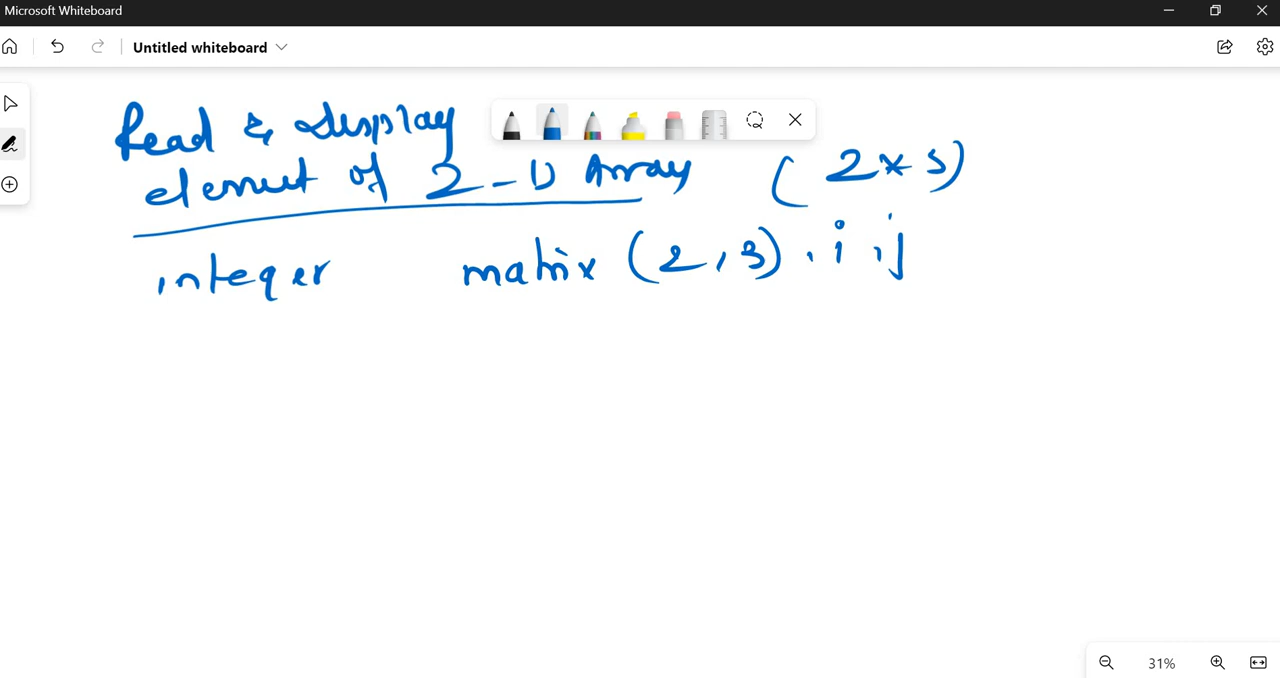 Microsoft Whiteboard
Untitled whiteboard
Read & Display
element of 2-D Array (2*3)
integer matrix (2,3), i, j
31%